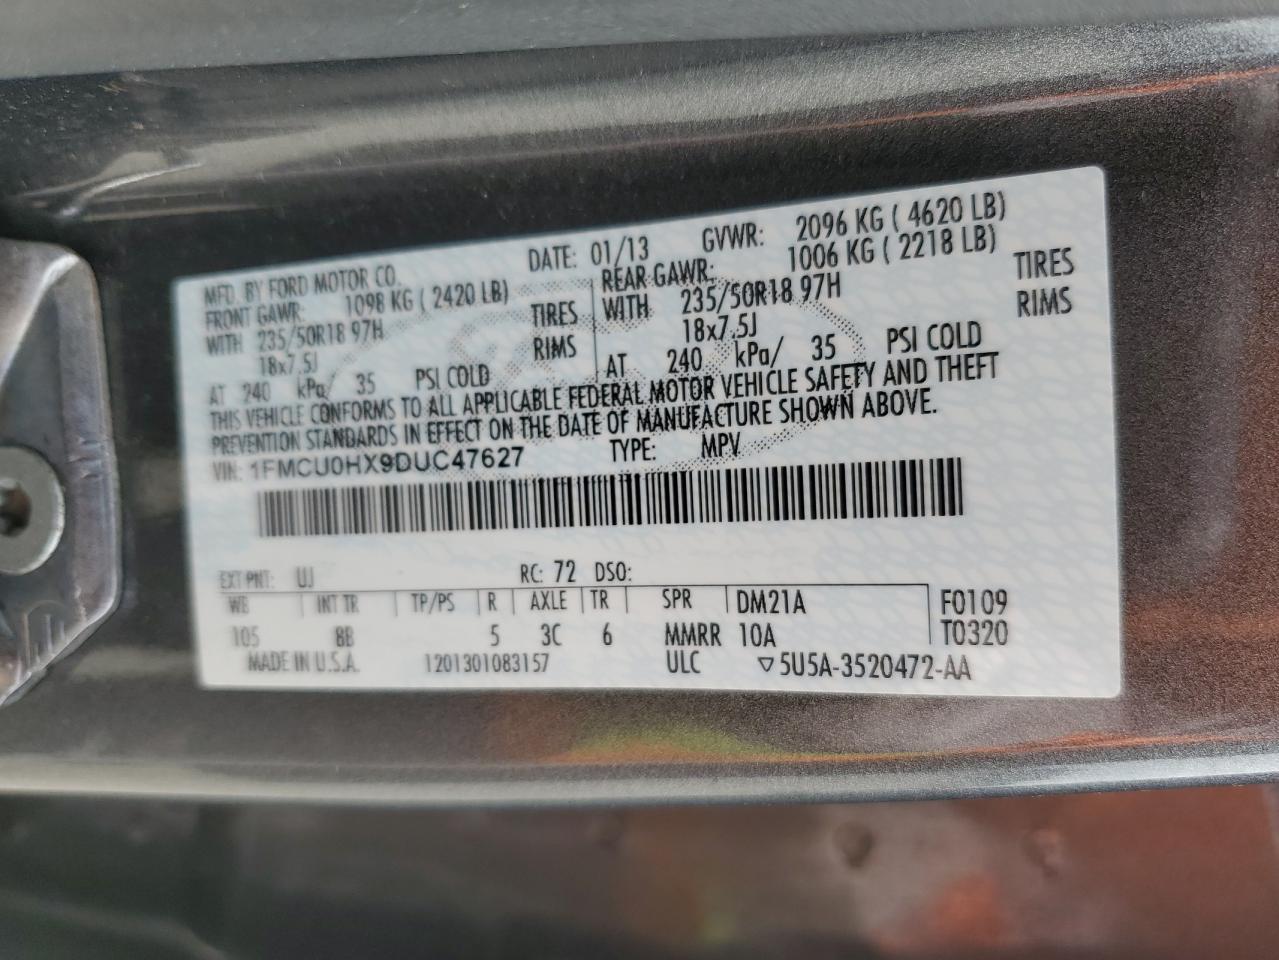 MFD. BY FORD MOTOR CO. DATE: 01/13 GVWR: 2096 KG ( 4620 LB)
FRONT GAWR: 1098 KG ( 2420 LB) REAR GAWR: 1006 KG ( 2218 LB)
WITH 235/50R18 97H TIRES WITH 235/50R18 97H TIRES
18x7.5J RIMS 18x7.5J RIMS
AT 240 kPa/ 35 PSI COLD AT 240 kPa/ 35 PSI COLD
THIS VEHICLE CONFORMS TO ALL APPLICABLE FEDERAL MOTOR VEHICLE SAFETY AND THEFT
PREVENTION STANDARDS IN EFFECT ON THE DATE OF MANUFACTURE SHOWN ABOVE.
VIN: 1FMCU0HX9DUC47627 TYPE: MPV
EXT PNT: UJ RC: 72 DSO:
WB INT TR TP/PS R AXLE TR SPR DM21A F0109
105 8B 5 3C 6 MMRR 10A T0320
MADE IN U.S.A. 1201301083157 ULC ▽5U5A-3520472-AA